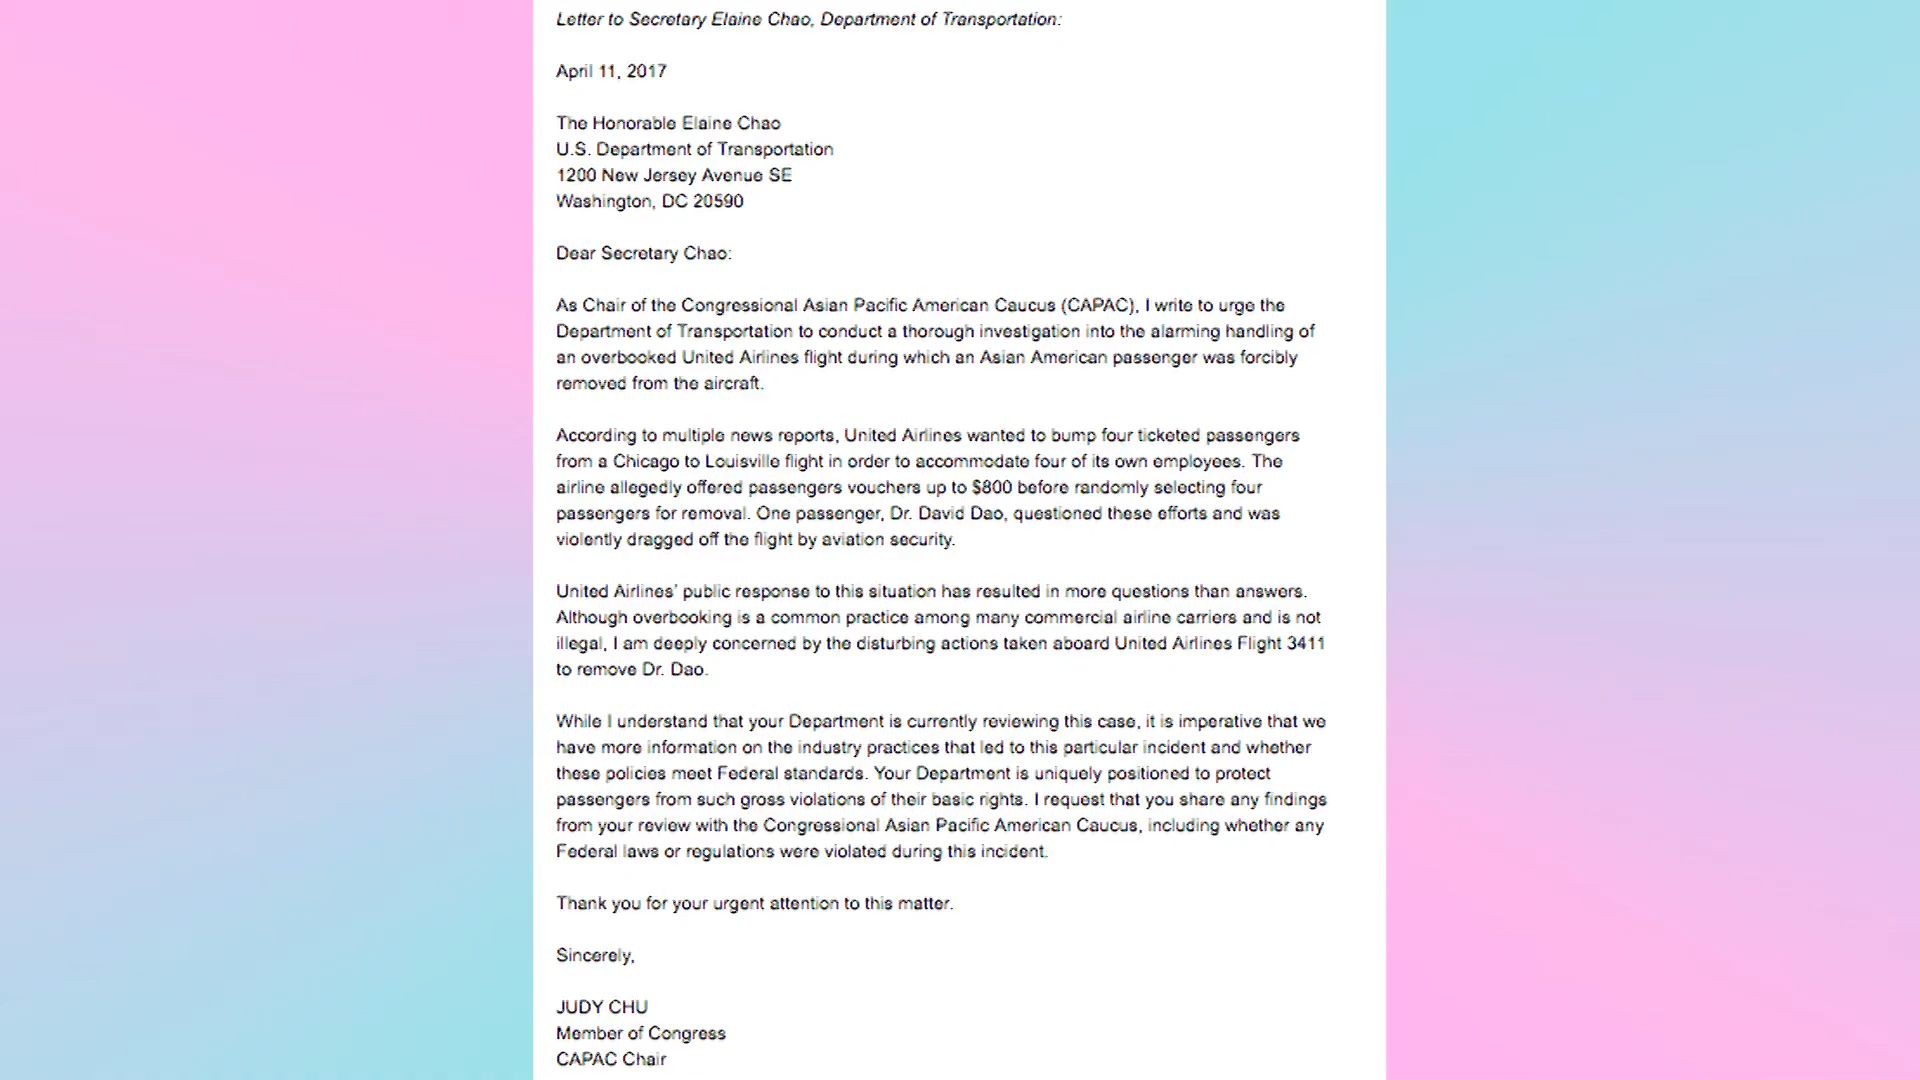 Letter to Secretary Elaine Chao, Department of Transportation:
April 11, 2017
The Honorable Elaine Chao
U.S. Department of Transportation
1200 New Jersey Avenue SE
Washington, DC 20590
Dear Secretary Chao:
As Chair of the Congressional Asian Pacific American Caucus (CAPAC), I write to urge the
Department of Transportation to conduct a thorough investigation into the alarming handling of
an overbooked United Airlines flight during which an Asian American passenger was forcibly
removed from the aircraft.
According to multiple news reports, United Airlines wanted to bump four ticketed passengers
from a Chicago to Louisville flight in order to accommodate four of its own employees. The
airline allegedly offered passengers vouchers up to $800 before randomly selecting four
passengers for removal. One passenger, Dr. David Dao, questioned these efforts and was
violently dragged off the flight by aviation security.
United Airlines' public response to this situation has resulted in more questions than answers.
Although overbooking is a common practice among many commercial airline carriers and is not
illegal, I am deeply concerned by the disturbing actions taken aboard United Airlines Flight 3411
to remove Dr. Dao.
While I understand that your Department is currently reviewing this case, it is imperative that we
have more information on the industry practices that led to this particular incident and whether
these policies meet Federal standards. Your Department is uniquely positioned to protect
passengers from such gross violations of their basic rights. I request that you share any findings
from your review with the Congressional Asian Pacific American Caucus, including whether any
Federal laws or regulations were violated during this incident.
Thank you for your urgent attention to this matter.
Sincerely,
JUDY CHU
Member of Congress
CAPAC Chair